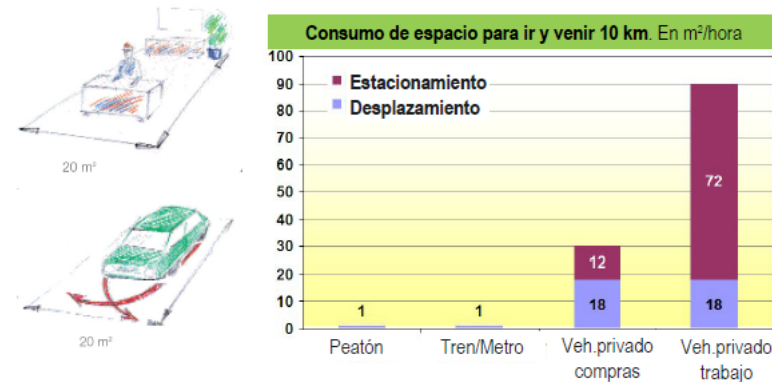 20 m²
20 m²
Consumo de espacio para ir y venir 10 km. En m²/hora
100
90
80
70
60
50
40
30
20
10
0
Estacionamiento
Desplazamiento
1
1
12
18
72
18
Peatón
Tren/Metro
Veh.privado
compras
Veh.privado
trabajo